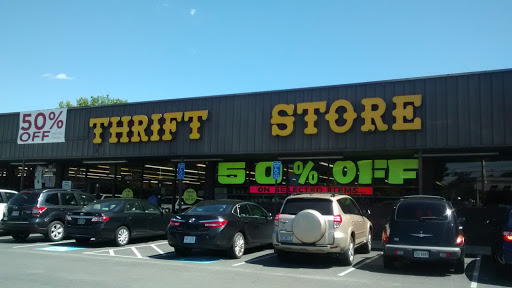 50%
OFF
THRIFT STORE
50% OFF
ON SELECTED ITEMS...